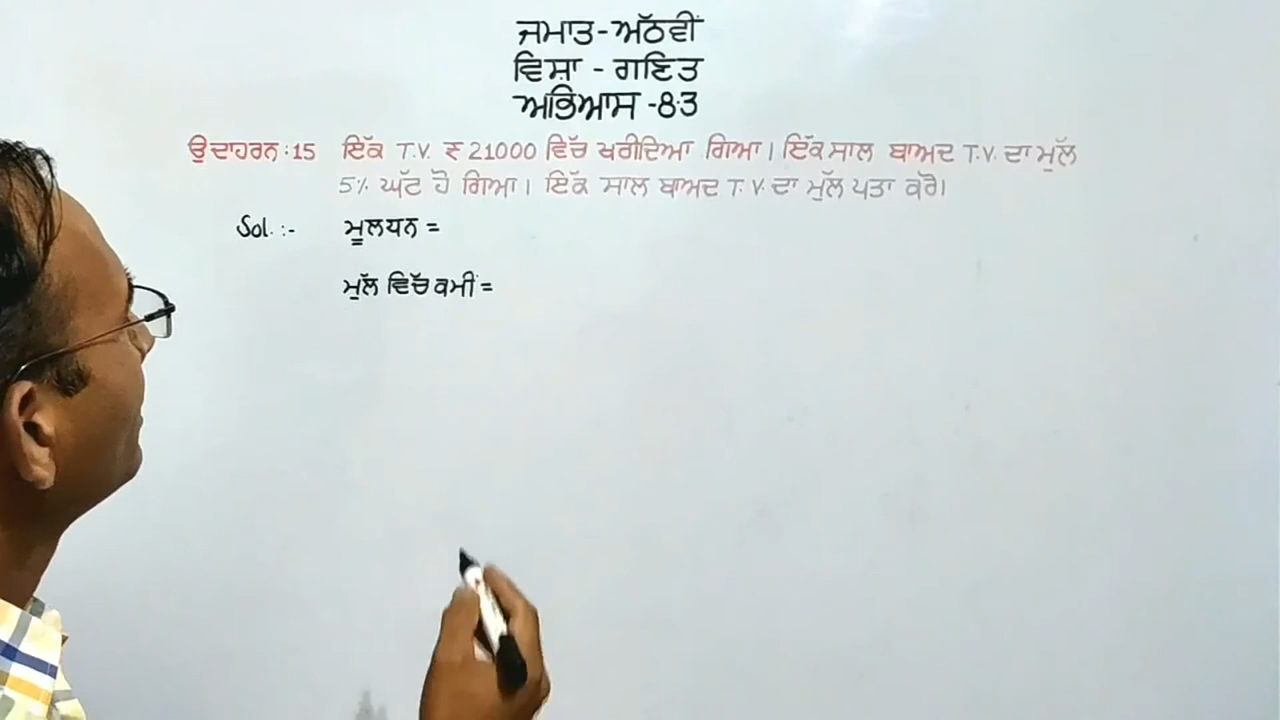 ਜਮਾਤ-ਅੱਠਵੀਂ
ਵਿਸ਼ਾ - ਗਣਿਤ
ਅਭਿਆਸ -8.3
ਉਦਾਹਰਨ:15 ਇੱਕ T.V. ₹ 21000 ਵਿੱਚ ਖਰੀਦਿਆ ਗਿਆ। ਇੱਕ ਸਾਲ ਬਾਅਦ T.V. ਦਾ ਮੁੱਲ
5% ਘੱਟ ਹੋ ਗਿਆ। ਇੱਕ ਸਾਲ ਬਾਅਦ T.V. ਦਾ ਮੁੱਲ ਪਤਾ ਕਰੋ।
Sol. :- ਮੂਲਧਨ =
ਮੁੱਲ ਵਿੱਚ ਕਮੀਂ =